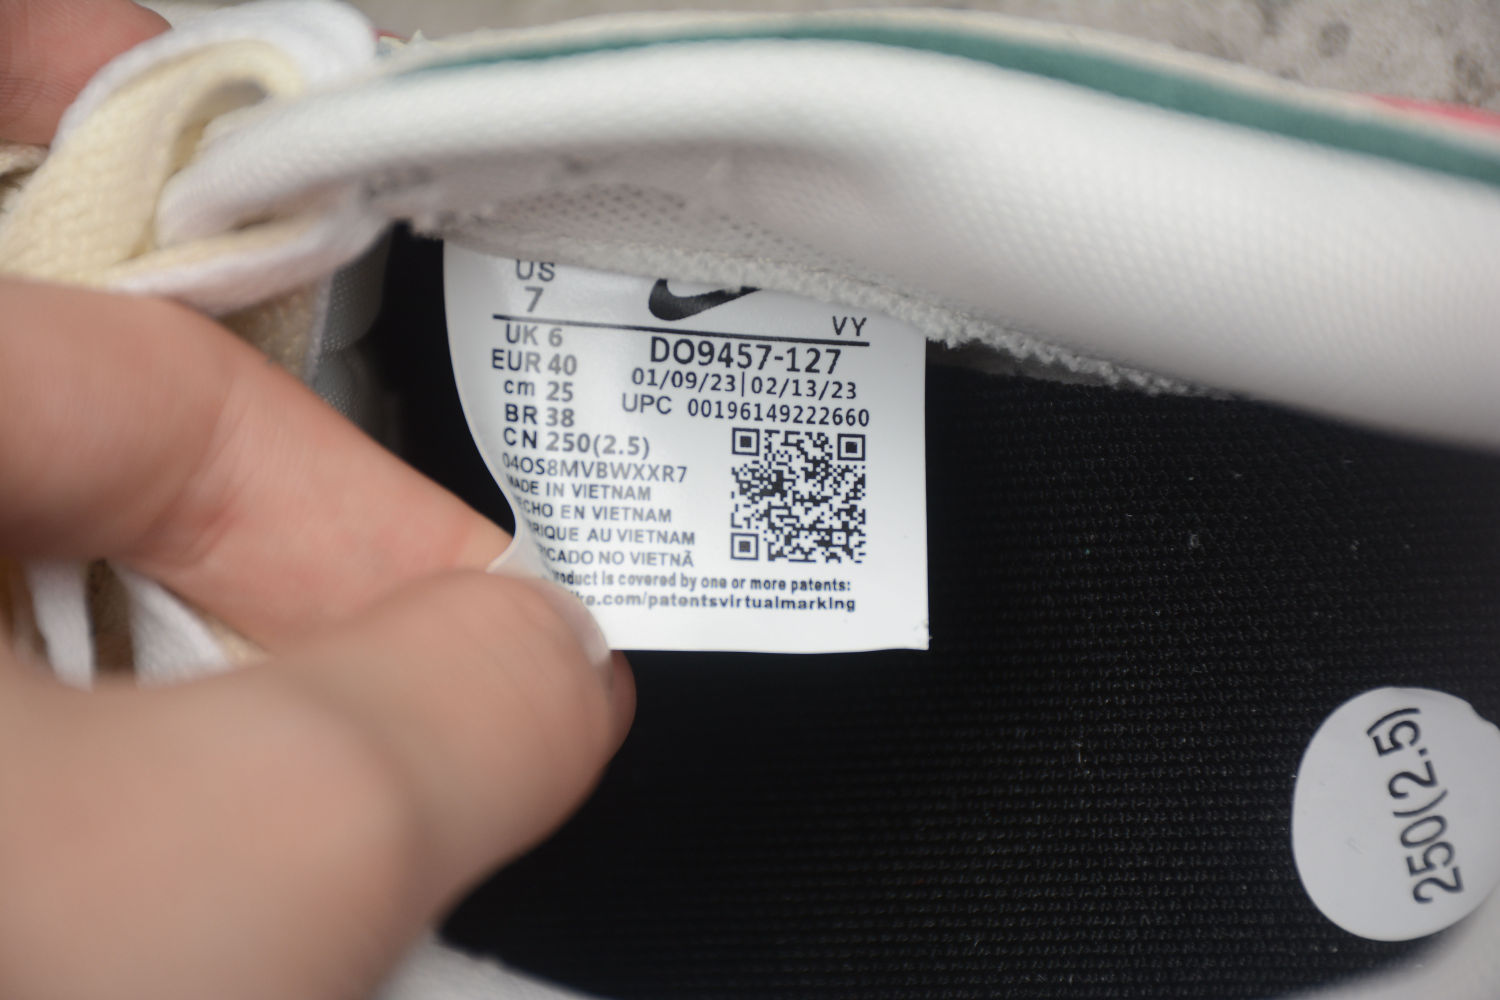 US
7
VY
UK 6
EUR 40
cm 25
BR 38
CN 250(2.5)
DO9457-127
01/09/23|02/13/23
UPC 00196149222660
04OS8MVBWXXR7
MADE IN VIETNAM
ECHO EN VIETNAM
RIQUE AU VIETNAM
ICADO NO VIETNÃ
roduct is covered by one or more patents:
ke.com/patentsvirtualmarking
250(2.5)